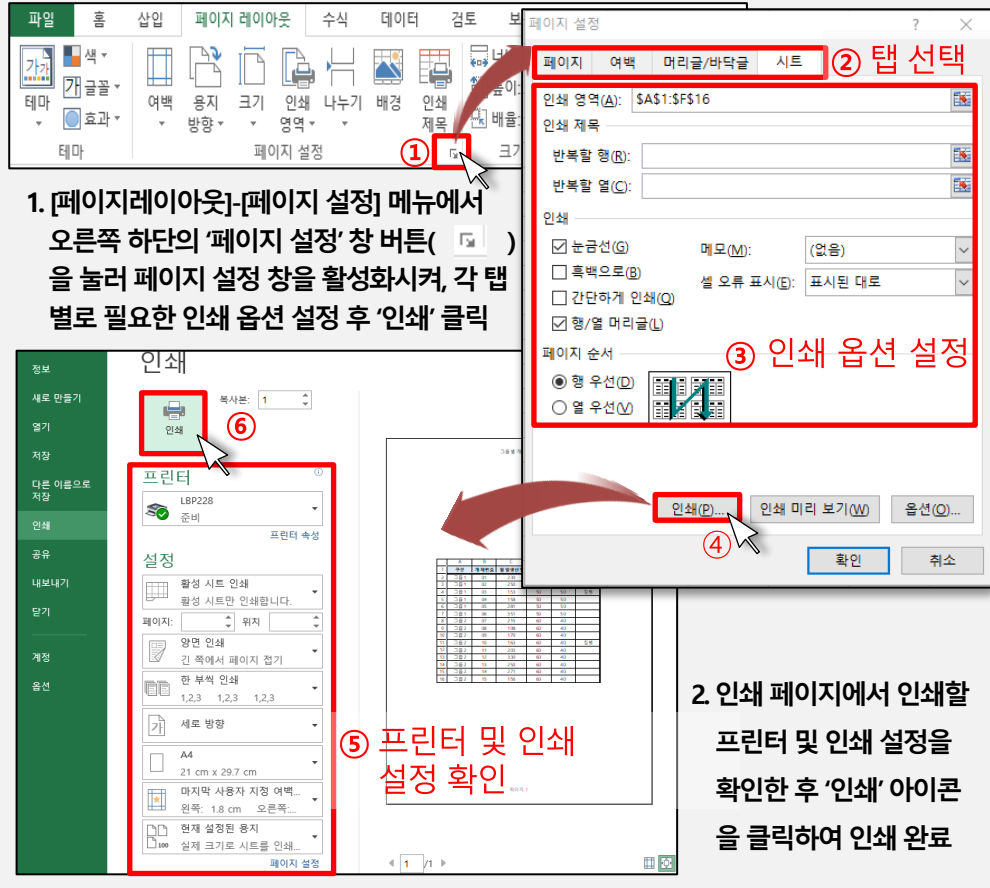 파일 홈 삽입 페이지 레이아웃 수식 데이터 검토
색
가가 가 글꼴
테마 효과
여백 용지 방향 크기 인쇄 영역 나누기 배경 인쇄 제목
높이:
배율:
테마 페이지 설정 ① 크기
1. [페이지레이아웃]-[페이지 설정] 메뉴에서
오른쪽 하단의 ‘페이지 설정’ 창 버튼( )
을 눌러 페이지 설정 창을 활성화시켜, 각 탭
별로 필요한 인쇄 옵션 설정 후 ‘인쇄’ 클릭
페이지 설정 ? ×
페이지 여백 머리글/바닥글 시트 ② 탭 선택
인쇄 영역(A): $A$1:$F$16
인쇄 제목
반복할 행(R):
반복할 열(C):
인쇄
눈금선(G) 메모(M): (없음)
흑백으로(B)
셀 오류 표시(E): 표시된 대로
간단하게 인쇄(Q)
행/열 머리글(L)
페이지 순서 ③ 인쇄 옵션 설정
행 우선(D)
열 우선(V)
인쇄(P)... 인쇄 미리 보기(W) 옵션(O)...
④
확인 취소
정보
새로 만들기
열기
저장
다른 이름으로
저장
인쇄
공유
내보내기
닫기
계정
옵션
인쇄
복사본: 1
인쇄 ⑥
프린터
LBP228
준비
프린터 속성
설정
활성 시트 인쇄
활성 시트만 인쇄합니다.
페이지: 위치
양면 인쇄
긴 쪽에서 페이지 접기
한 부씩 인쇄
1,2,3 1,2,3 1,2,3
가 세로 방향
A4
21 cm x 29.7 cm
마지막 사용자 지정 여백...
왼쪽: 1.8 cm 오른쪽:...
현재 설정된 용지
100 실제 크기로 시트를 인쇄...
페이지 설정
⑤ 프린터 및 인쇄
설정 확인
1 /1
2. 인쇄 페이지에서 인쇄할
프린터 및 인쇄 설정을
확인한 후 ‘인쇄’ 아이콘
을 클릭하여 인쇄 완료